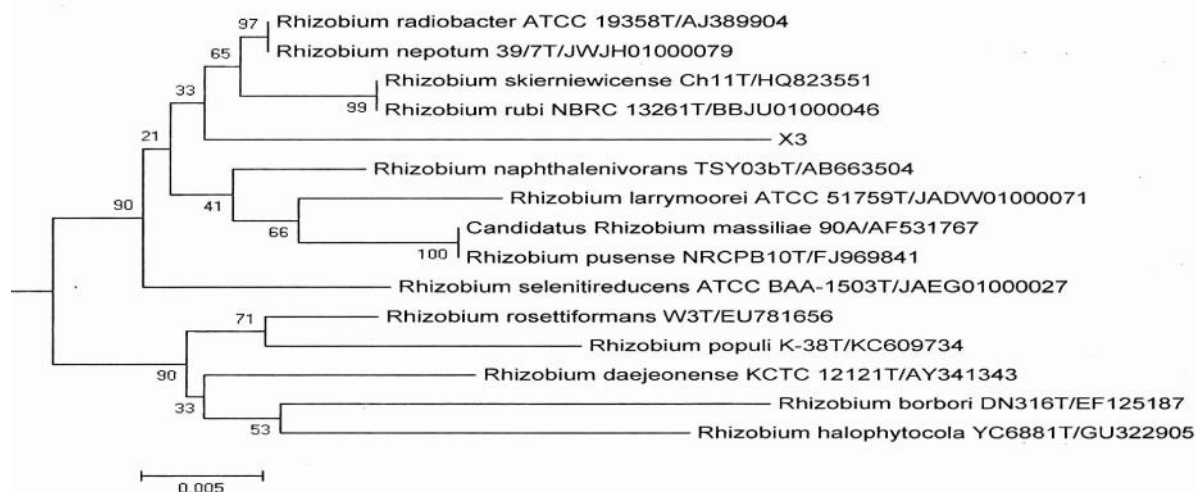 97
Rhizobium radiobacter ATCC 19358T/AJ389904
Rhizobium nepotum 39/7T/JWJH01000079
65
Rhizobium skierniewicense Ch11T/HQ823551
99
Rhizobium rubi NBRC 13261T/BBJU01000046
33
X3
21
Rhizobium naphthalenivorans TSY03bT/AB663504
41
Rhizobium larrymoorei ATCC 51759T/JADW01000071
66
Candidatus Rhizobium massiliae 90A/AF531767
100
Rhizobium pusense NRCPB10T/FJ969841
90
Rhizobium selenitireducens ATCC BAA-1503T/JAEG01000027
71
Rhizobium rosettiformans W3T/EU781656
Rhizobium populi K-38T/KC609734
90
Rhizobium daejeonense KCTC 12121T/AY341343
33
Rhizobium borbori DN316T/EF125187
53
Rhizobium halophytocola YC6881T/GU322905
0.005